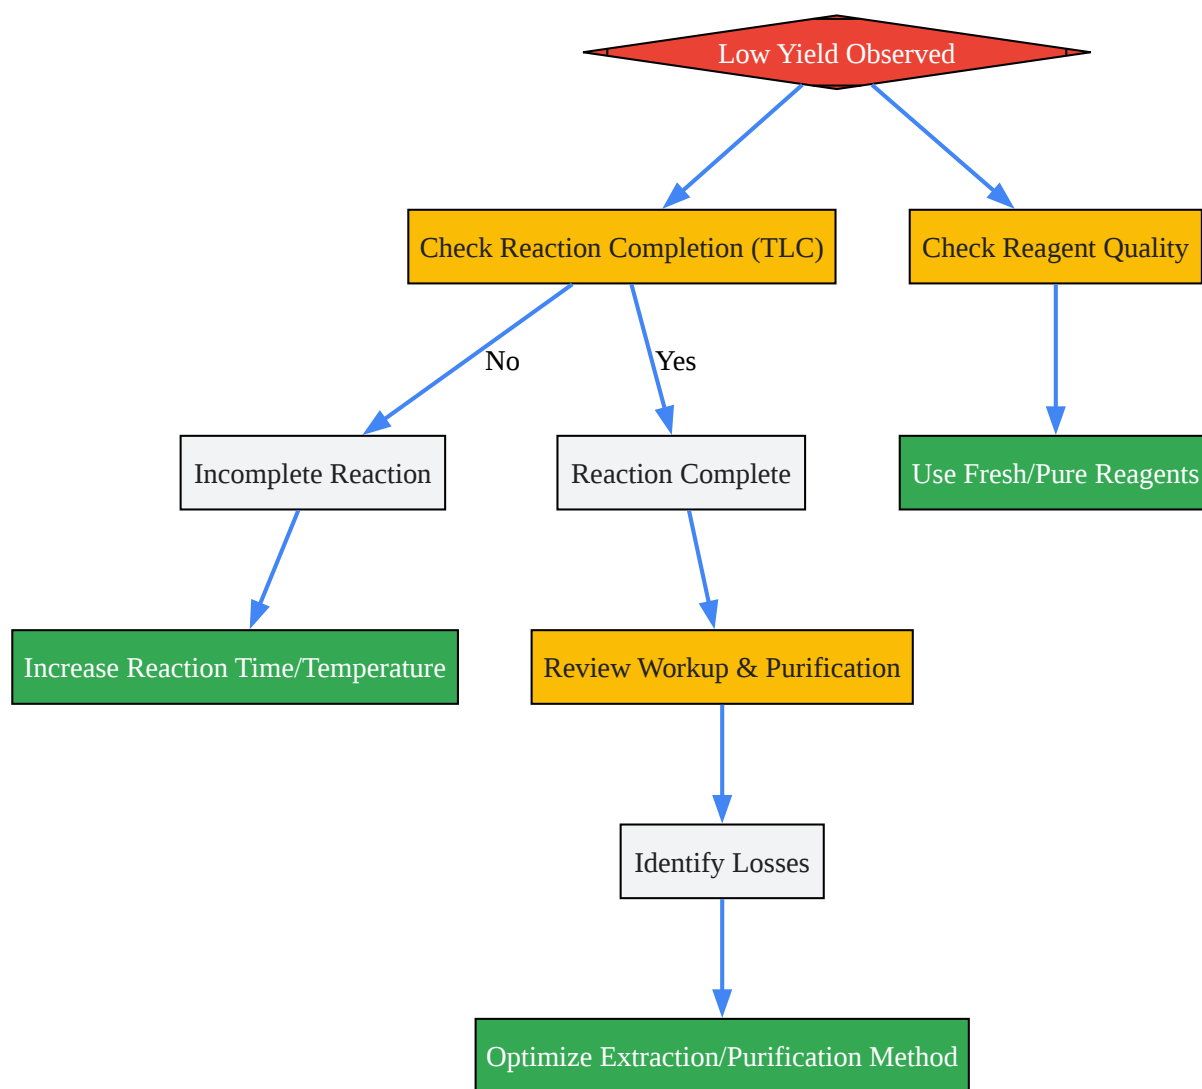 Low Yield Observed
Check Reaction Completion (TLC)
Check Reagent Quality
No
Yes
Incomplete Reaction
Reaction Complete
Use Fresh/Pure Reagents
Increase Reaction Time/Temperature
Review Workup & Purification
Identify Losses
Optimize Extraction/Purification Method